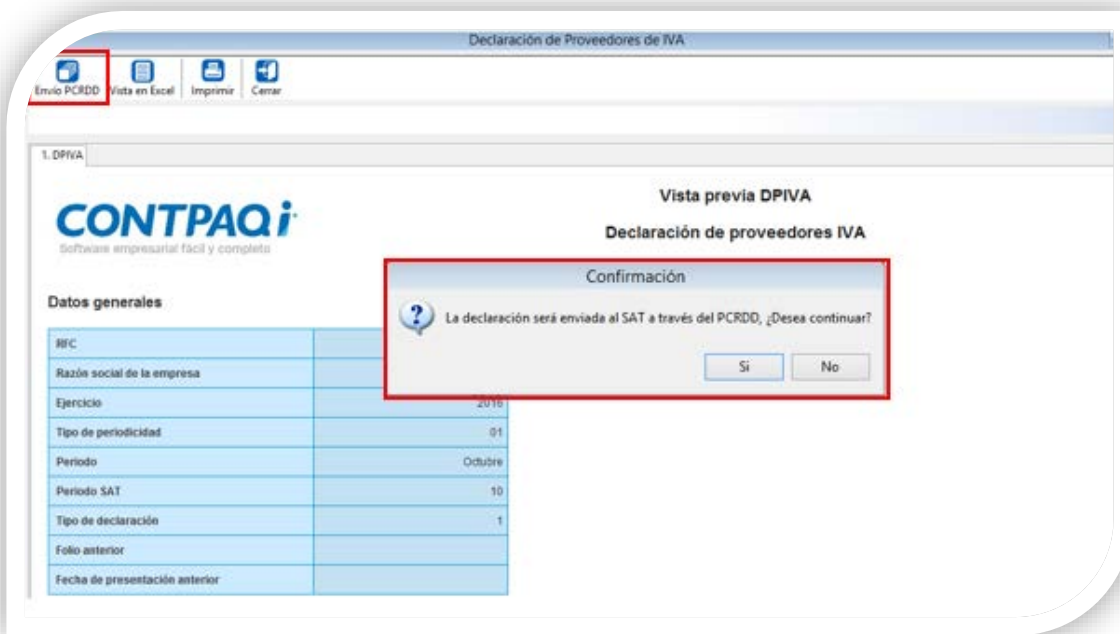 Declaración de Proveedores de IVA
Envío PCRDD Vista en Excel Imprimir Cerrar
1. DPIVA
CONTPAQi
Software empresarial fácil y completo
Vista previa DPIVA
Declaración de proveedores IVA
Confirmación
La declaración será enviada al SAT a través del PCRDD, ¿Desea continuar?
Si No
Datos generales
RFC
Razón social de la empresa
Ejercicio 2016
Tipo de periodicidad 01
Periodo Octubre
Periodo SAT 10
Tipo de declaración 1
Folio anterior
Fecha de presentación anterior